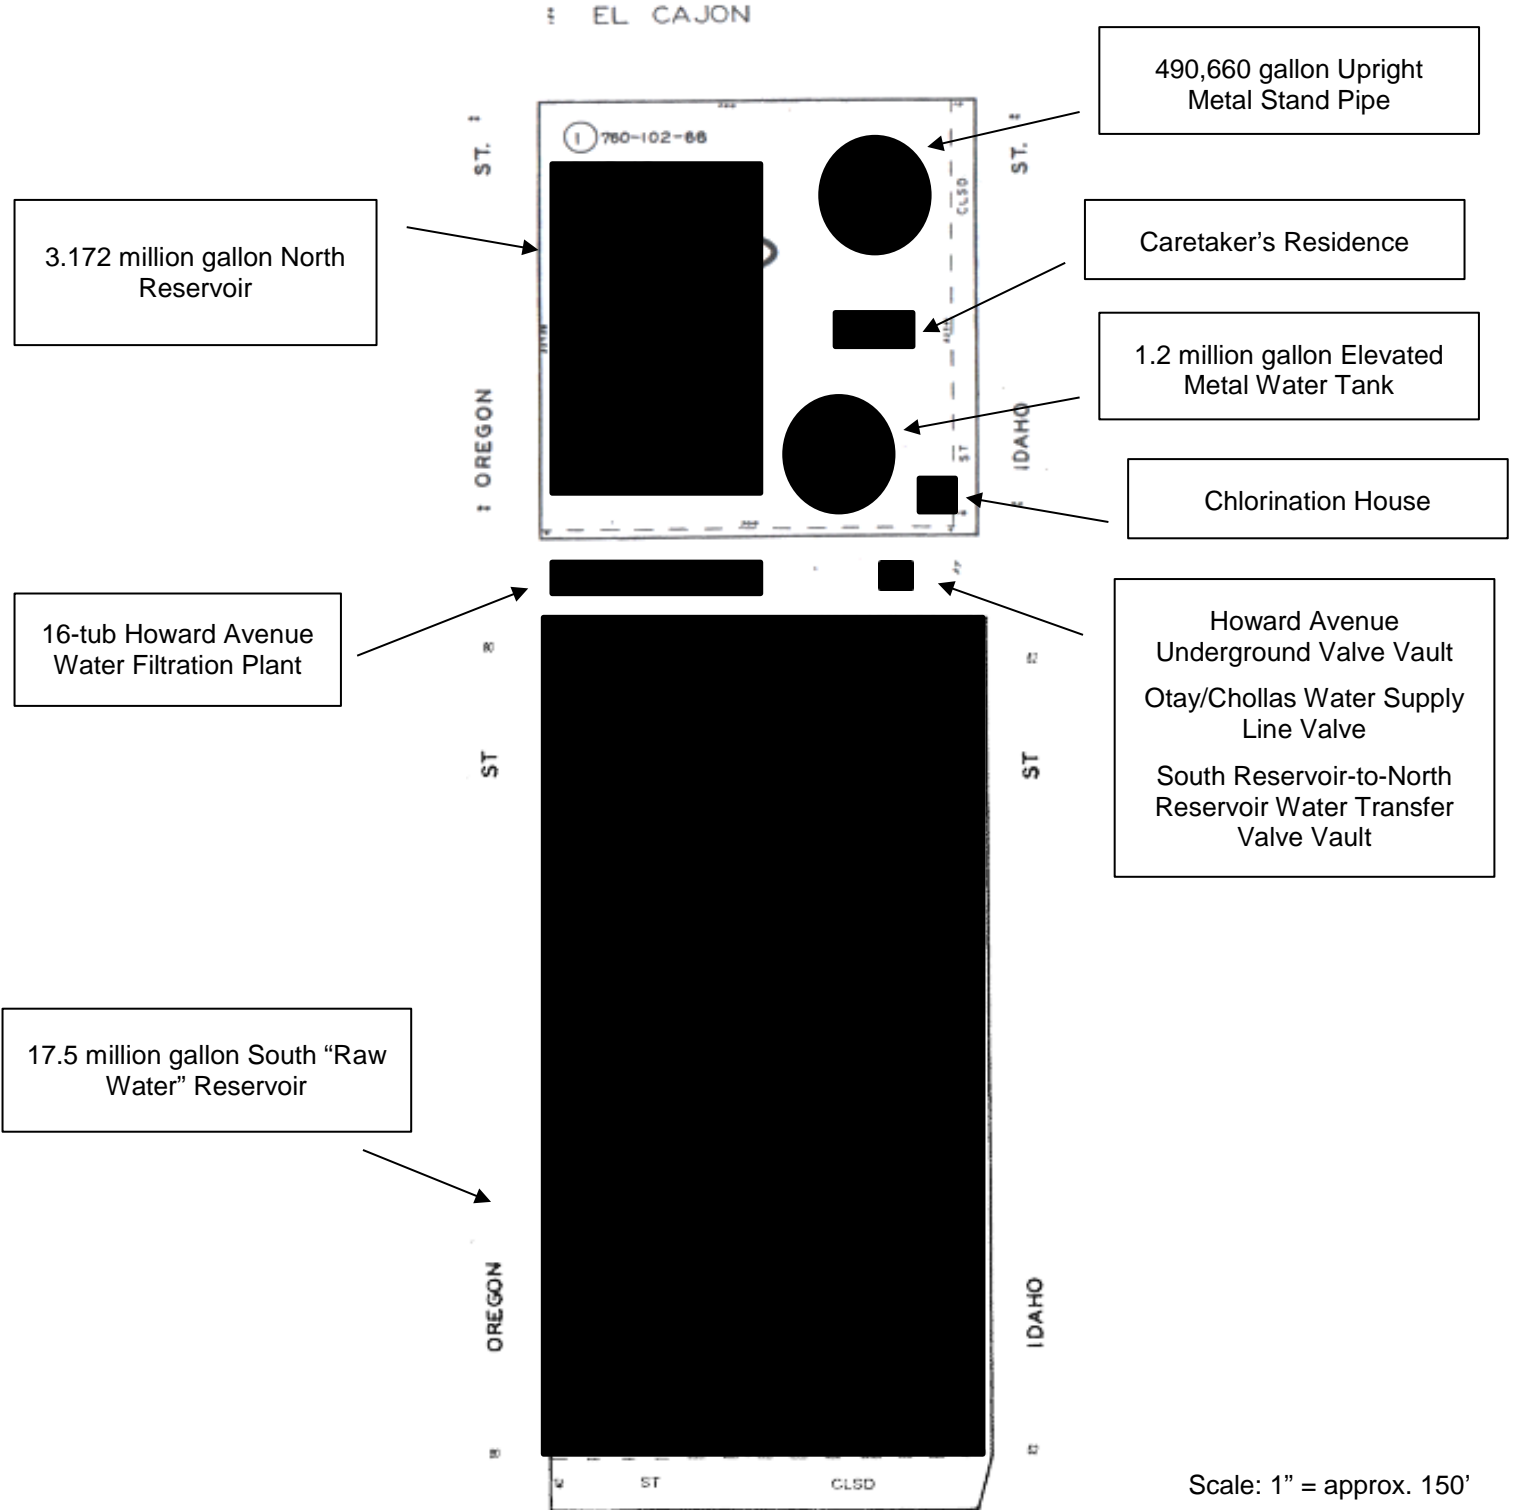 EL CAJON
490,660 gallon Upright
Metal Stand Pipe
ST.
1 760-102-66
ST.
CLSD
3.172 million gallon North
Reservoir
Caretaker’s Residence
1.2 million gallon Elevated
Metal Water Tank
OREGON
IDAHO
ST
Chlorination House
16-tub Howard Avenue
Water Filtration Plant
Howard Avenue
Underground Valve Vault
Otay/Chollas Water Supply
Line Valve
South Reservoir-to-North
Reservoir Water Transfer
Valve Vault
ST
ST
17.5 million gallon South “Raw
Water” Reservoir
OREGON
IDAHO
ST CLSD
Scale: 1” = approx. 150’